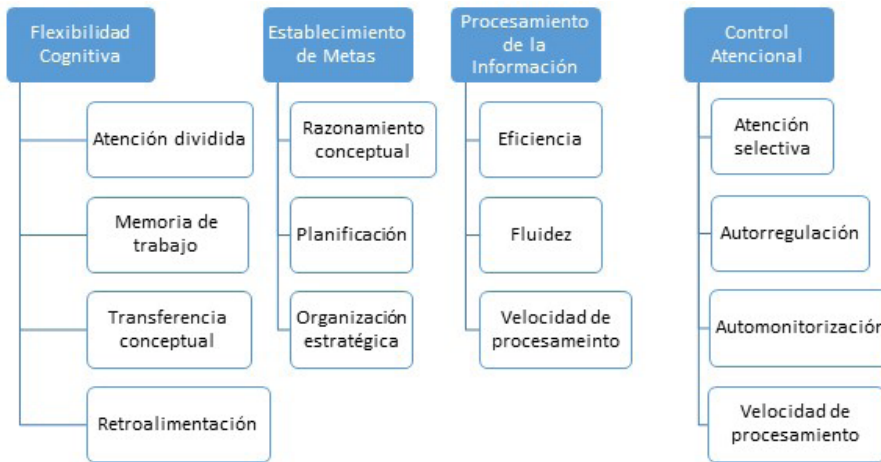 Flexibilidad
Cognitiva
Atención dividida
Memoria de
trabajo
Transferencia
conceptual
Retroalimentación
Establecimiento
de Metas
Razonamiento
conceptual
Planificación
Organización
estratégica
Procesamiento
de la
Información
Eficiencia
Fluidez
Velocidad de
procesameinto
Control
Atencional
Atención
selectiva
Autorregulación
Automonitorización
Velocidad de
procesamiento